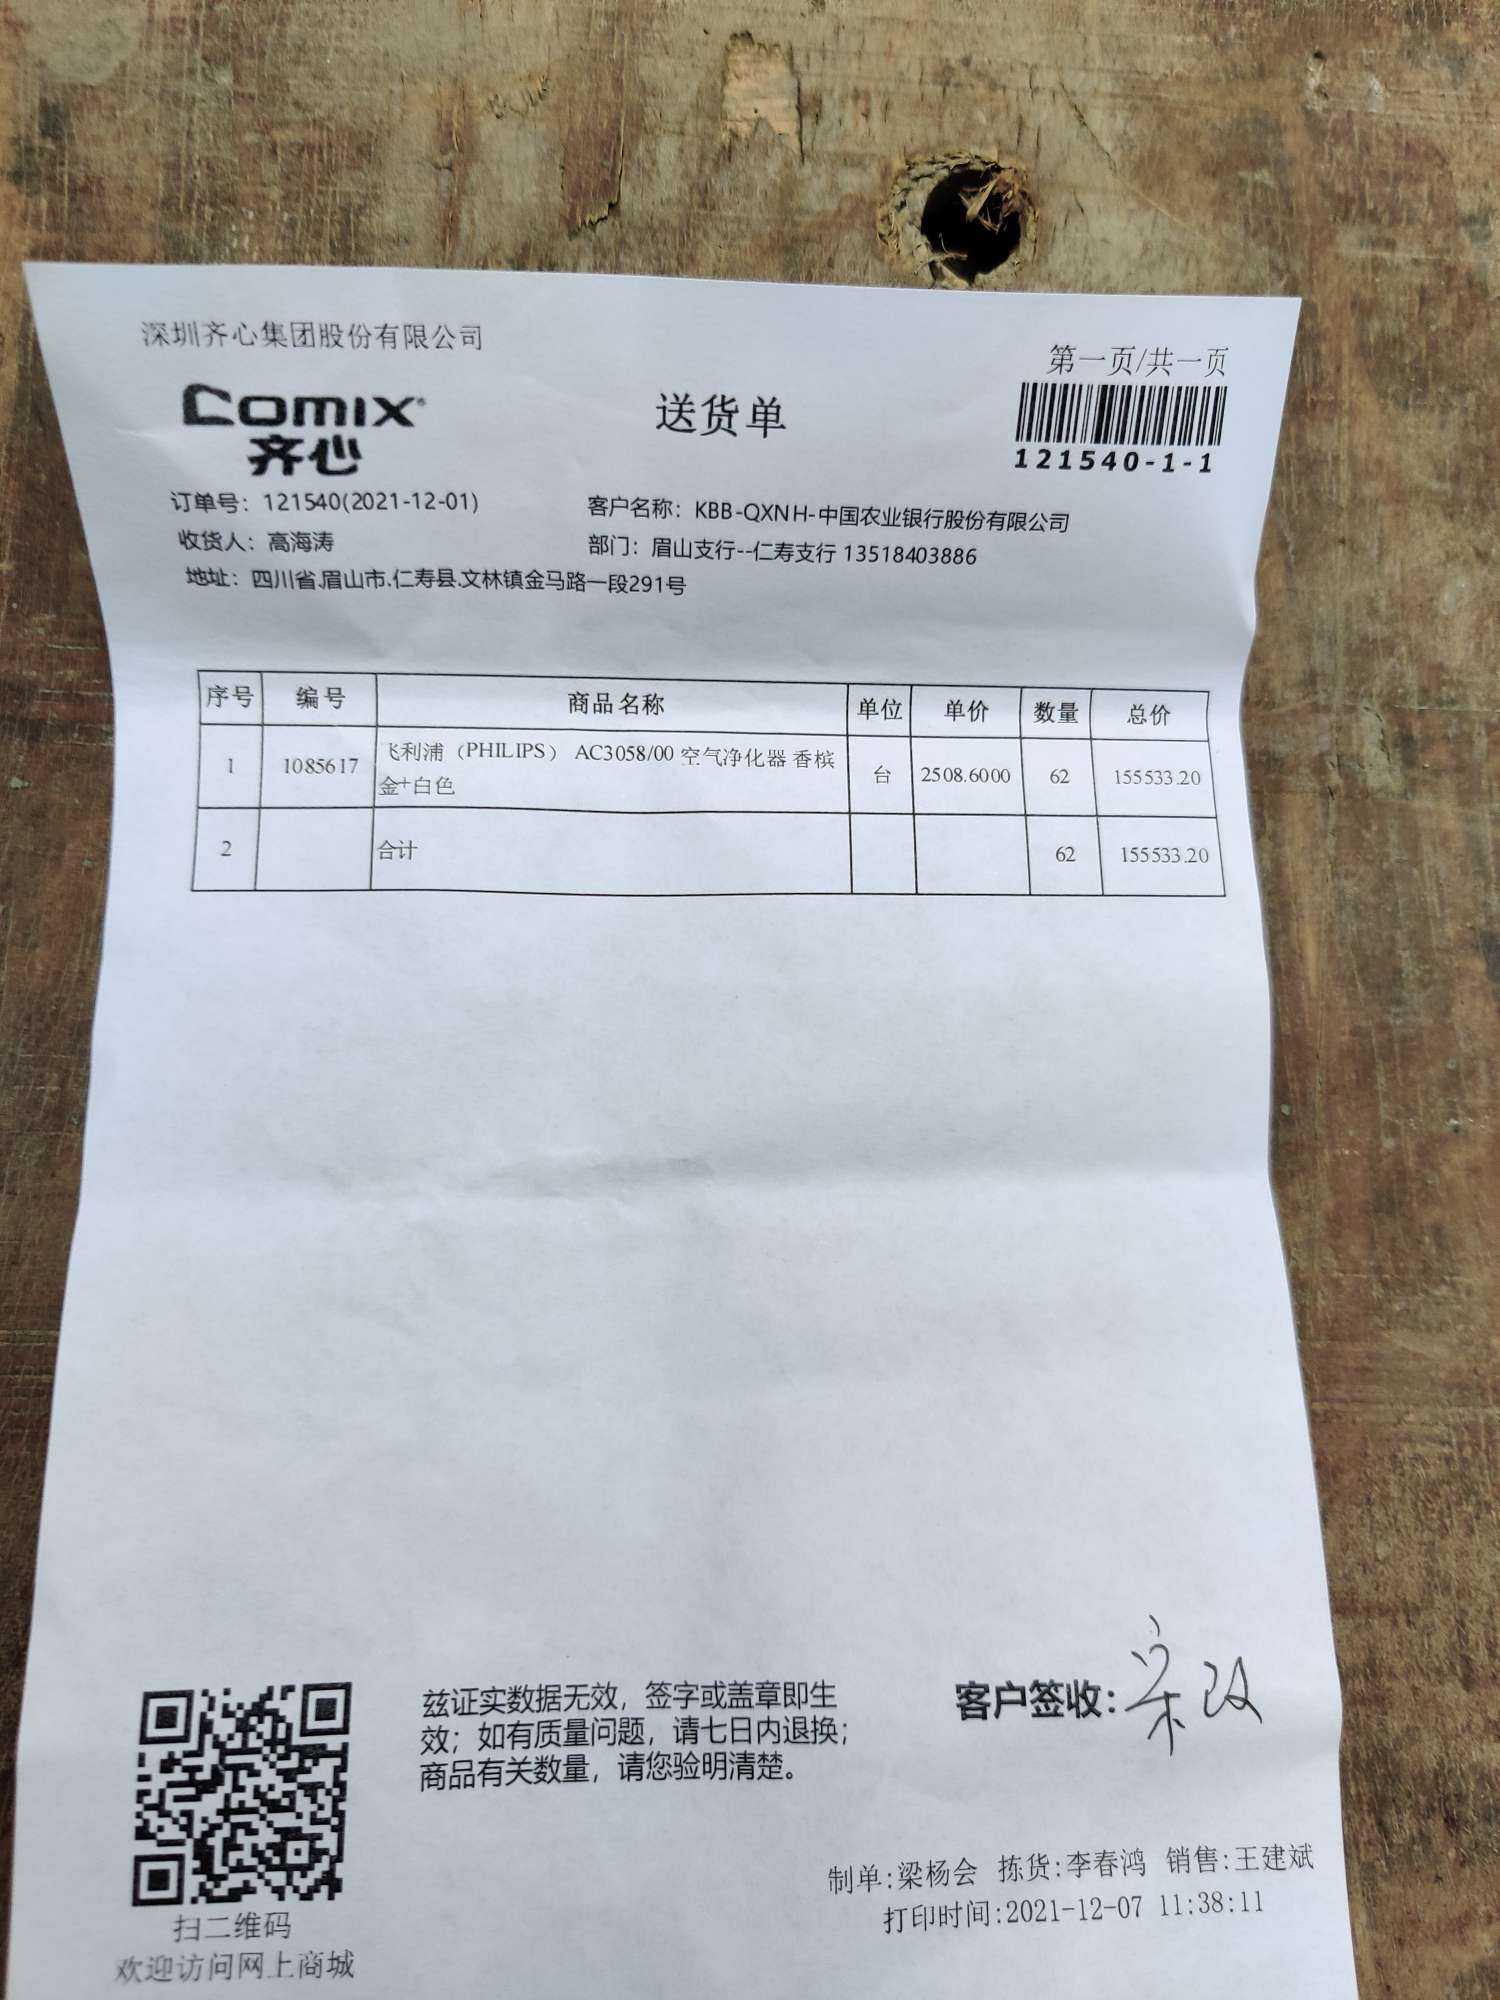 深圳齐心集团股份有限公司
第一页/共一页
COMIX®
齐心
送货单
121540-1-1
订单号：121540(2021-12-01)
客户名称：KBB-QXNH-中国农业银行股份有限公司
收货人：高海涛
部门：眉山支行--仁寿支行 13518403886
地址：四川省.眉山市.仁寿县.文林镇金马路一段291号
序号 编号 商品名称 单位 单价 数量 总价
1 1085617 飞利浦（PHILIPS） AC3058/00 空气净化器 香槟
金+白色 台 2508.6000 62 155533.20
2 合计 62 155533.20
兹证实数据无效，签字或盖章即生
效；如有质量问题，请七日内退换；
商品有关数量，请您验明清楚。
客户签收：
制单:梁杨会 拣货:李春鸿 销售:王建斌
打印时间:2021-12-07 11:38:11
扫二维码
欢迎访问网上商城